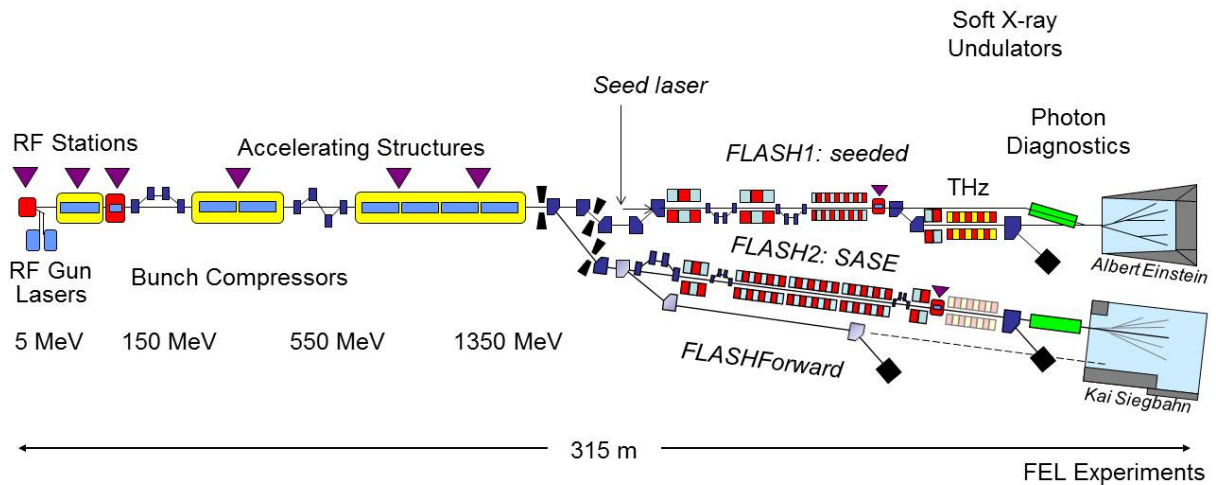 Soft X-ray
Undulators
Seed laser
Photon
Diagnostics
RF Stations
Accelerating Structures
FLASH1: seeded
THz
FLASH2: SASE
Albert Einstein
RF Gun
Lasers
Bunch Compressors
5 MeV
150 MeV
550 MeV
1350 MeV
FLASHForward
Kai Siegbahn
315 m
FEL Experiments